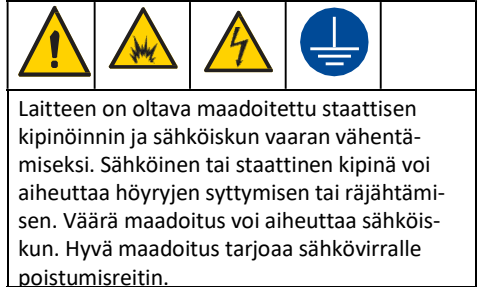 Laitteen on oltava maadoitettu staattisen
kipinöinnin ja sähköiskun vaaran vähentä-
miseksi. Sähköinen tai staattinen kipinä voi
aiheuttaa höyryjen syttymisen tai räjähtämi-
sen. Väärä maadoitus voi aiheuttaa sähköis-
kun. Hyvä maadoitus tarjoaa sähkövirralle
poistumisreitin.